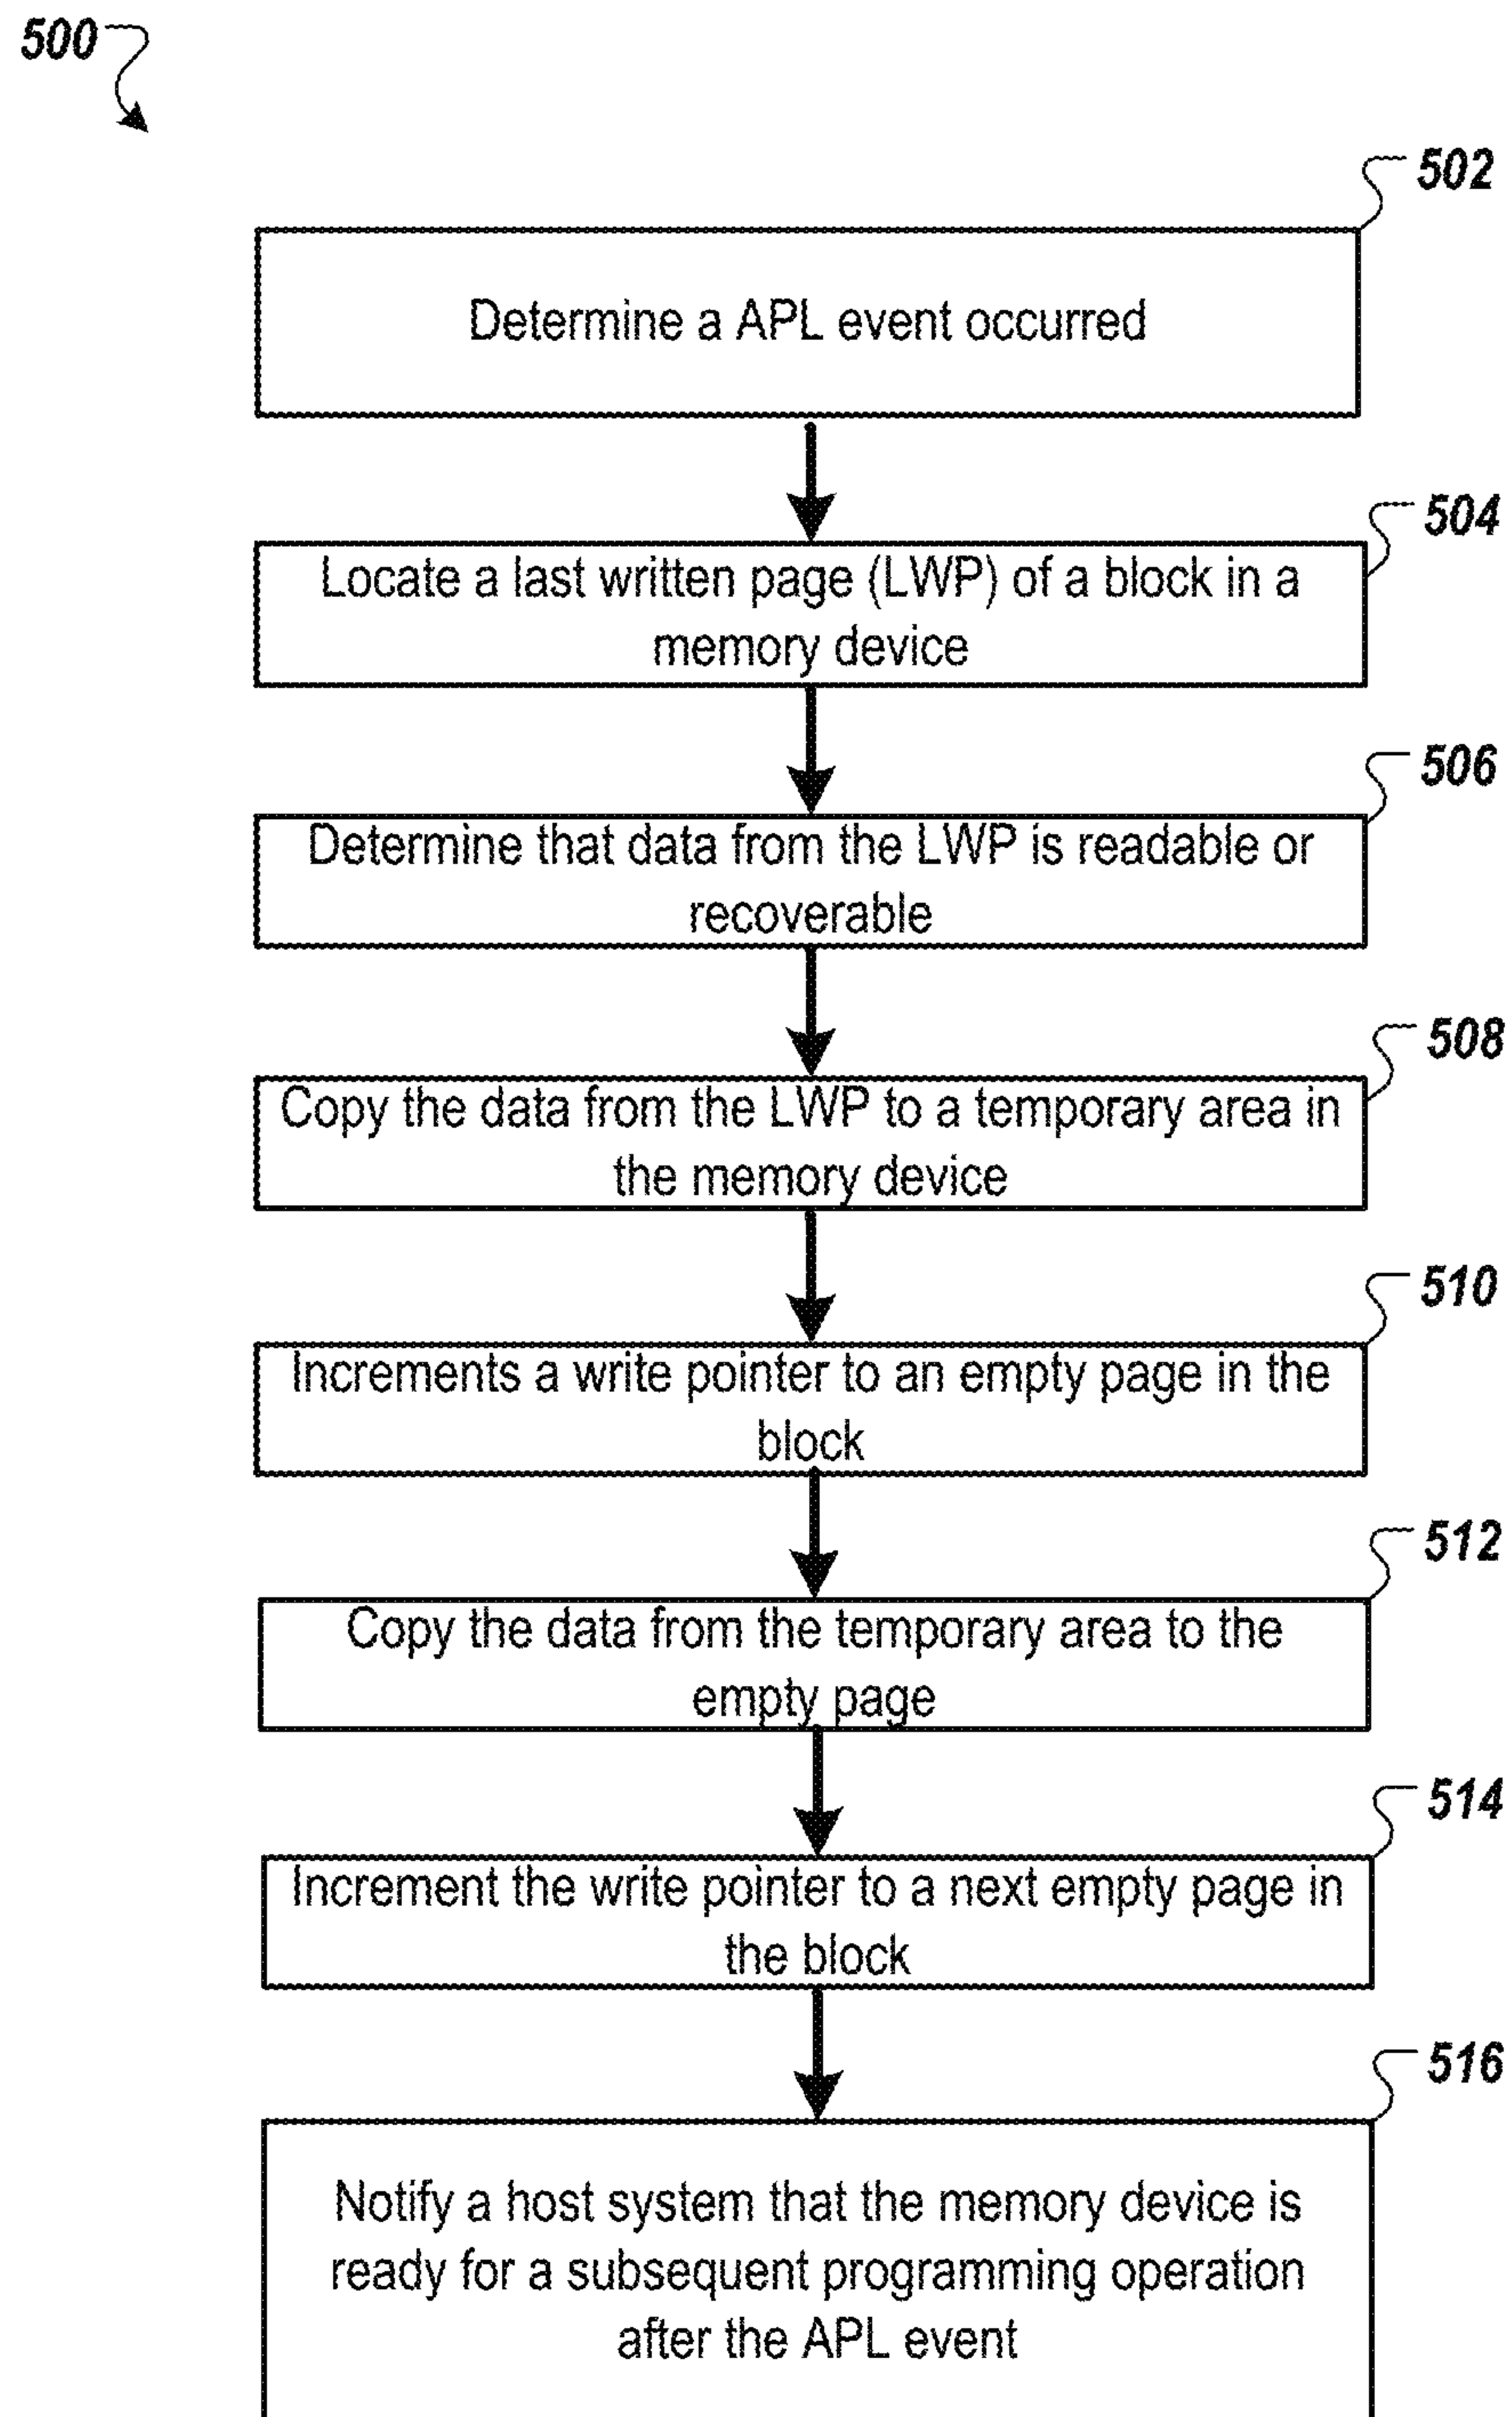 500
502
Determine a APL event occurred
504
Locate a last written page (LWP) of a block in a
memory device
506
Determine that data from the LWP is readable or
recoverable
508
Copy the data from the LWP to a temporary area in
the memory device
510
Increments a write pointer to an empty page in the
block
512
Copy the data from the temporary area to the
empty page
514
Increment the write pointer to a next empty page in
the block
516
Notify a host system that the memory device is
ready for a subsequent programming operation
after the APL event